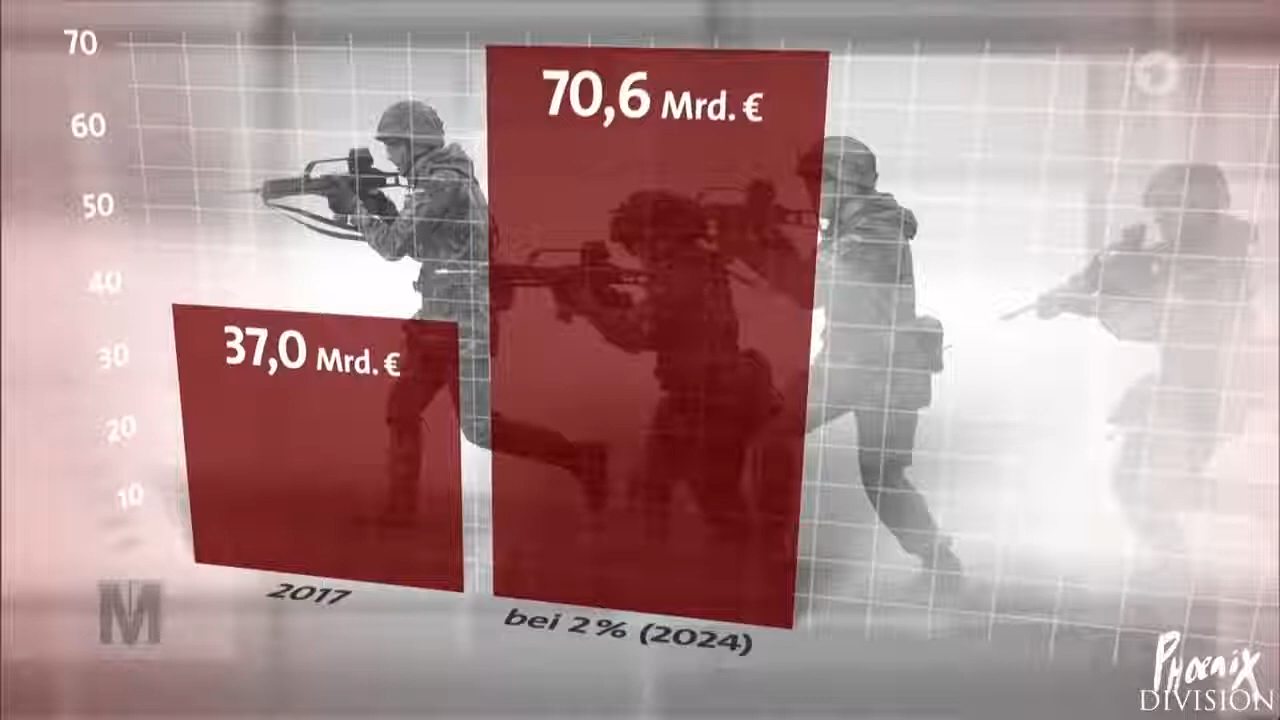 70
60
50
40
30
20
10
70,6 Mrd. €
37,0 Mrd. €
2017
bei 2% (2024)
M
Phoenix
DIVISION